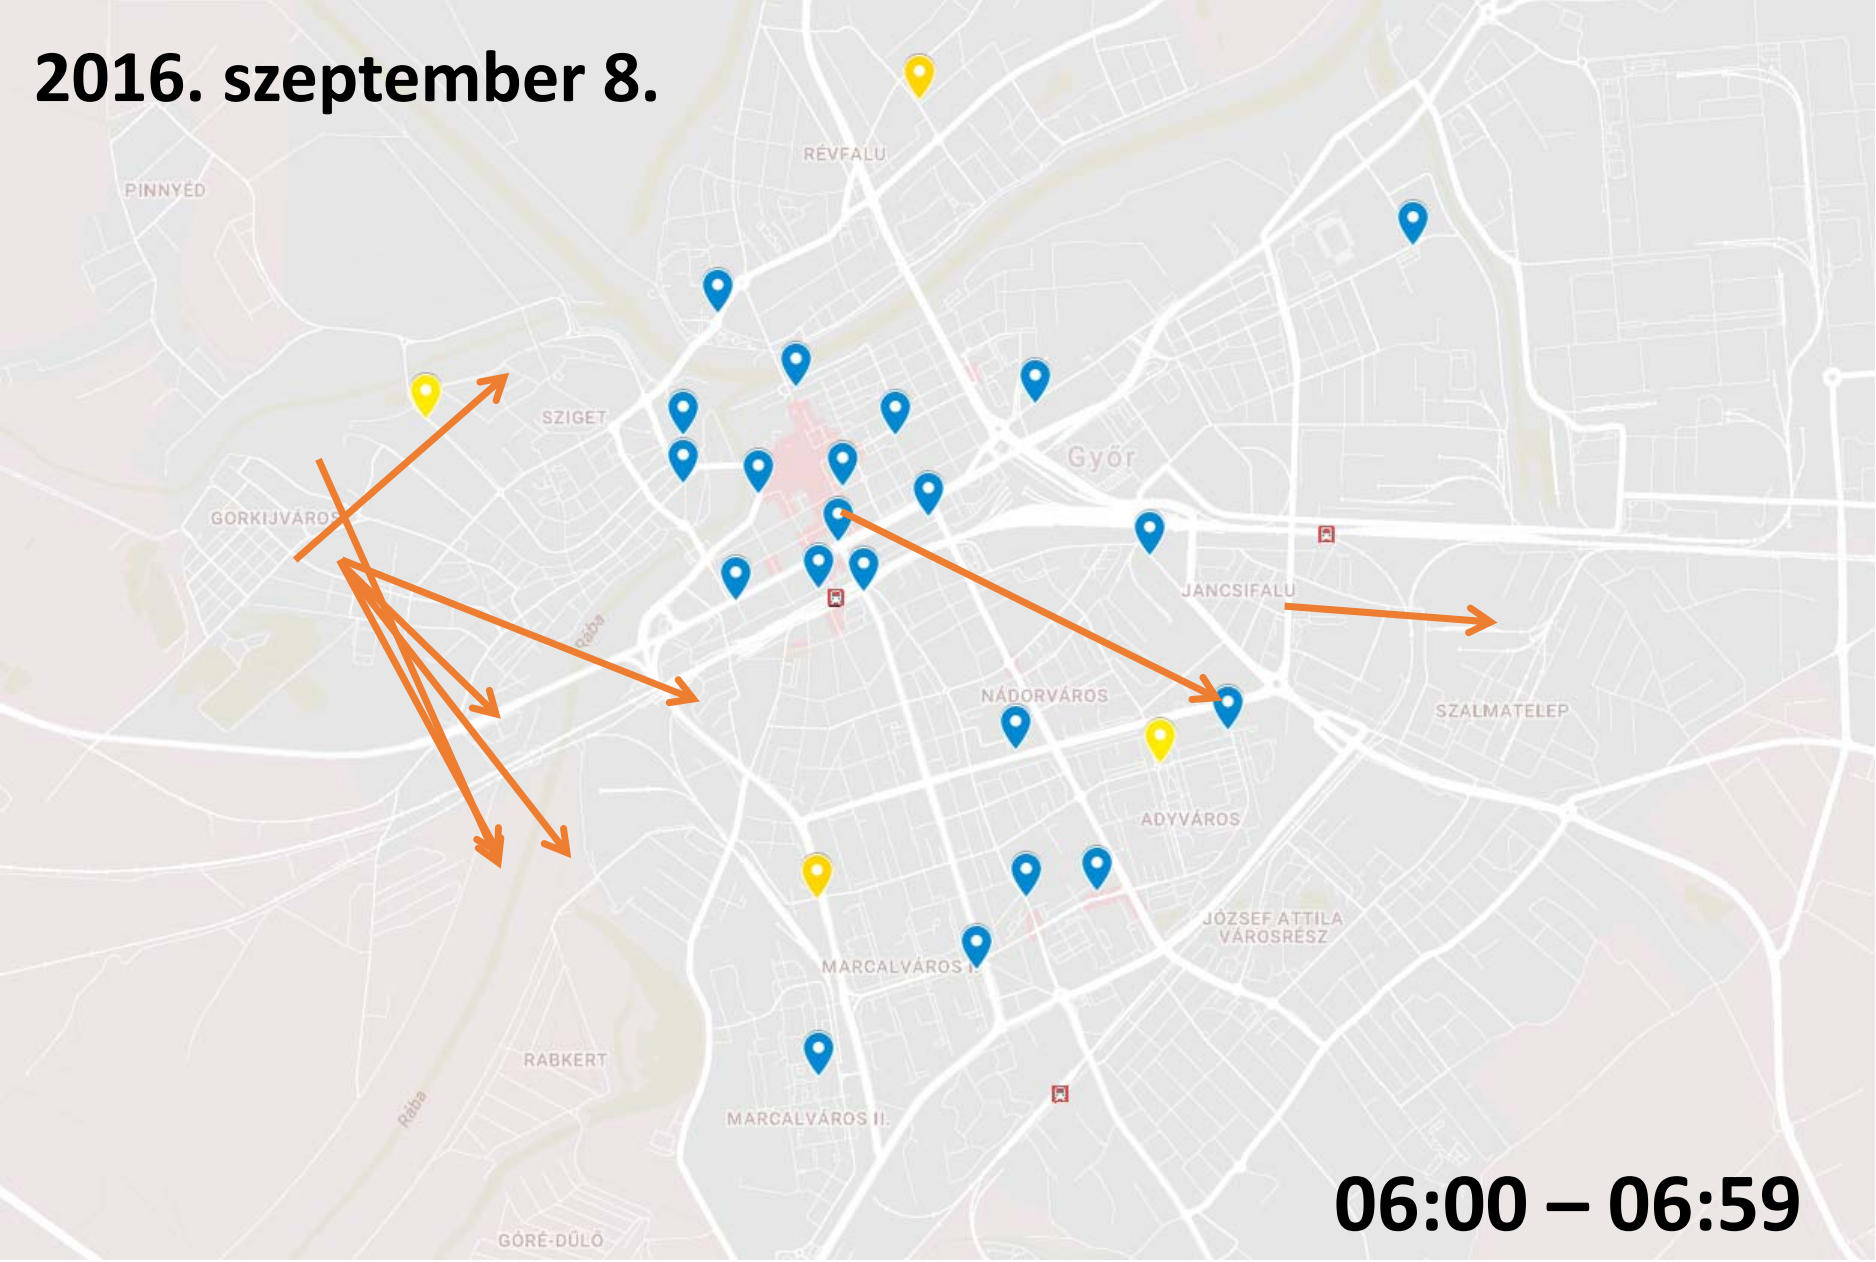 2016. szeptember 8.
RÉVFALU
PINNYÉD
SZIGET
Győr
GORKIJVÁROS
JANCSIFALU
Rába
NÁDORVÁROS
SZALMATELEP
ADYVÁROS
JÓZSEF ATTILA
VÁROSRÉSZ
MARCALVÁROS I.
RABKERT
Rába
MARCALVÁROS II.
06:00 – 06:59
GÖRÉ-DŰLŐ